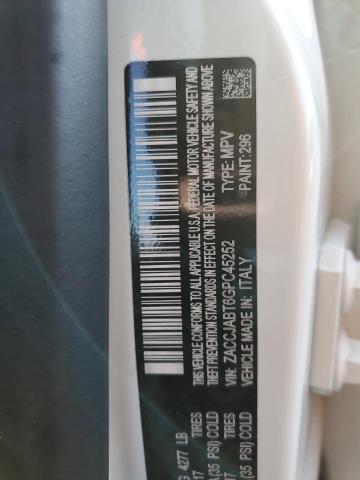 G 4277 LB
17 TIRES
(35 PSI) COLD
17 TIRES
(35 PSI) COLD
THIS VEHICLE CONFORMS TO ALL APPLICABLE U.S.A. FEDERAL MOTOR VEHICLE SAFETY AND
THEFT PREVENTION STANDARDS IN EFFECT ON THE DATE OF MANUFACTURE SHOWN ABOVE
VIN: ZACCJABT6GPC45252 TYPE: MPV
VEHICLE MADE IN: ITALY PAINT: 296